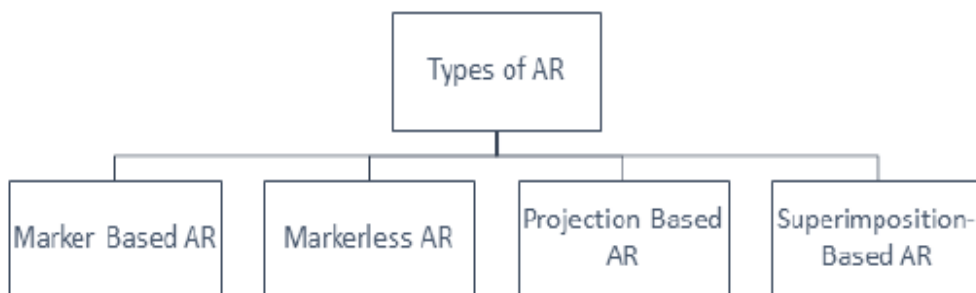 Types of AR
Marker Based AR
Markerless AR
Projection Based
AR
Superimposition-
Based AR